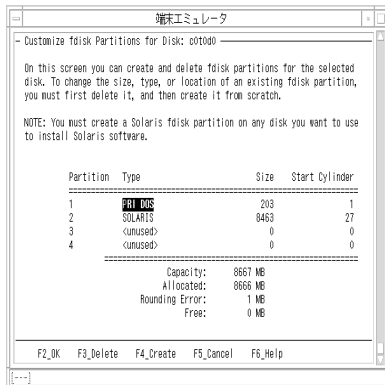 端末エミュレータ
Customize fdisk Partitions for Disk: c0t0d0
On this screen you can create and delete fdisk partitions for the selected
disk. To change the size, type, or location of an existing fdisk partition,
you must first delete it, and then create it from scratch.
NOTE: You must create a Solaris fdisk partition on any disk you want to use
to install Solaris software.
Partition Type Size Start Cylinder
1 PRI DOS 203 1
2 SOLARIS 8463 27
3 <unused> 0 0
4 <unused> 0 0
Capacity: 8667 MB
Allocated: 8666 MB
Rounding Error: 1 MB
Free: 0 MB
F2_OK F3_Delete F4_Create F5_Cancel F6_Help
[---]